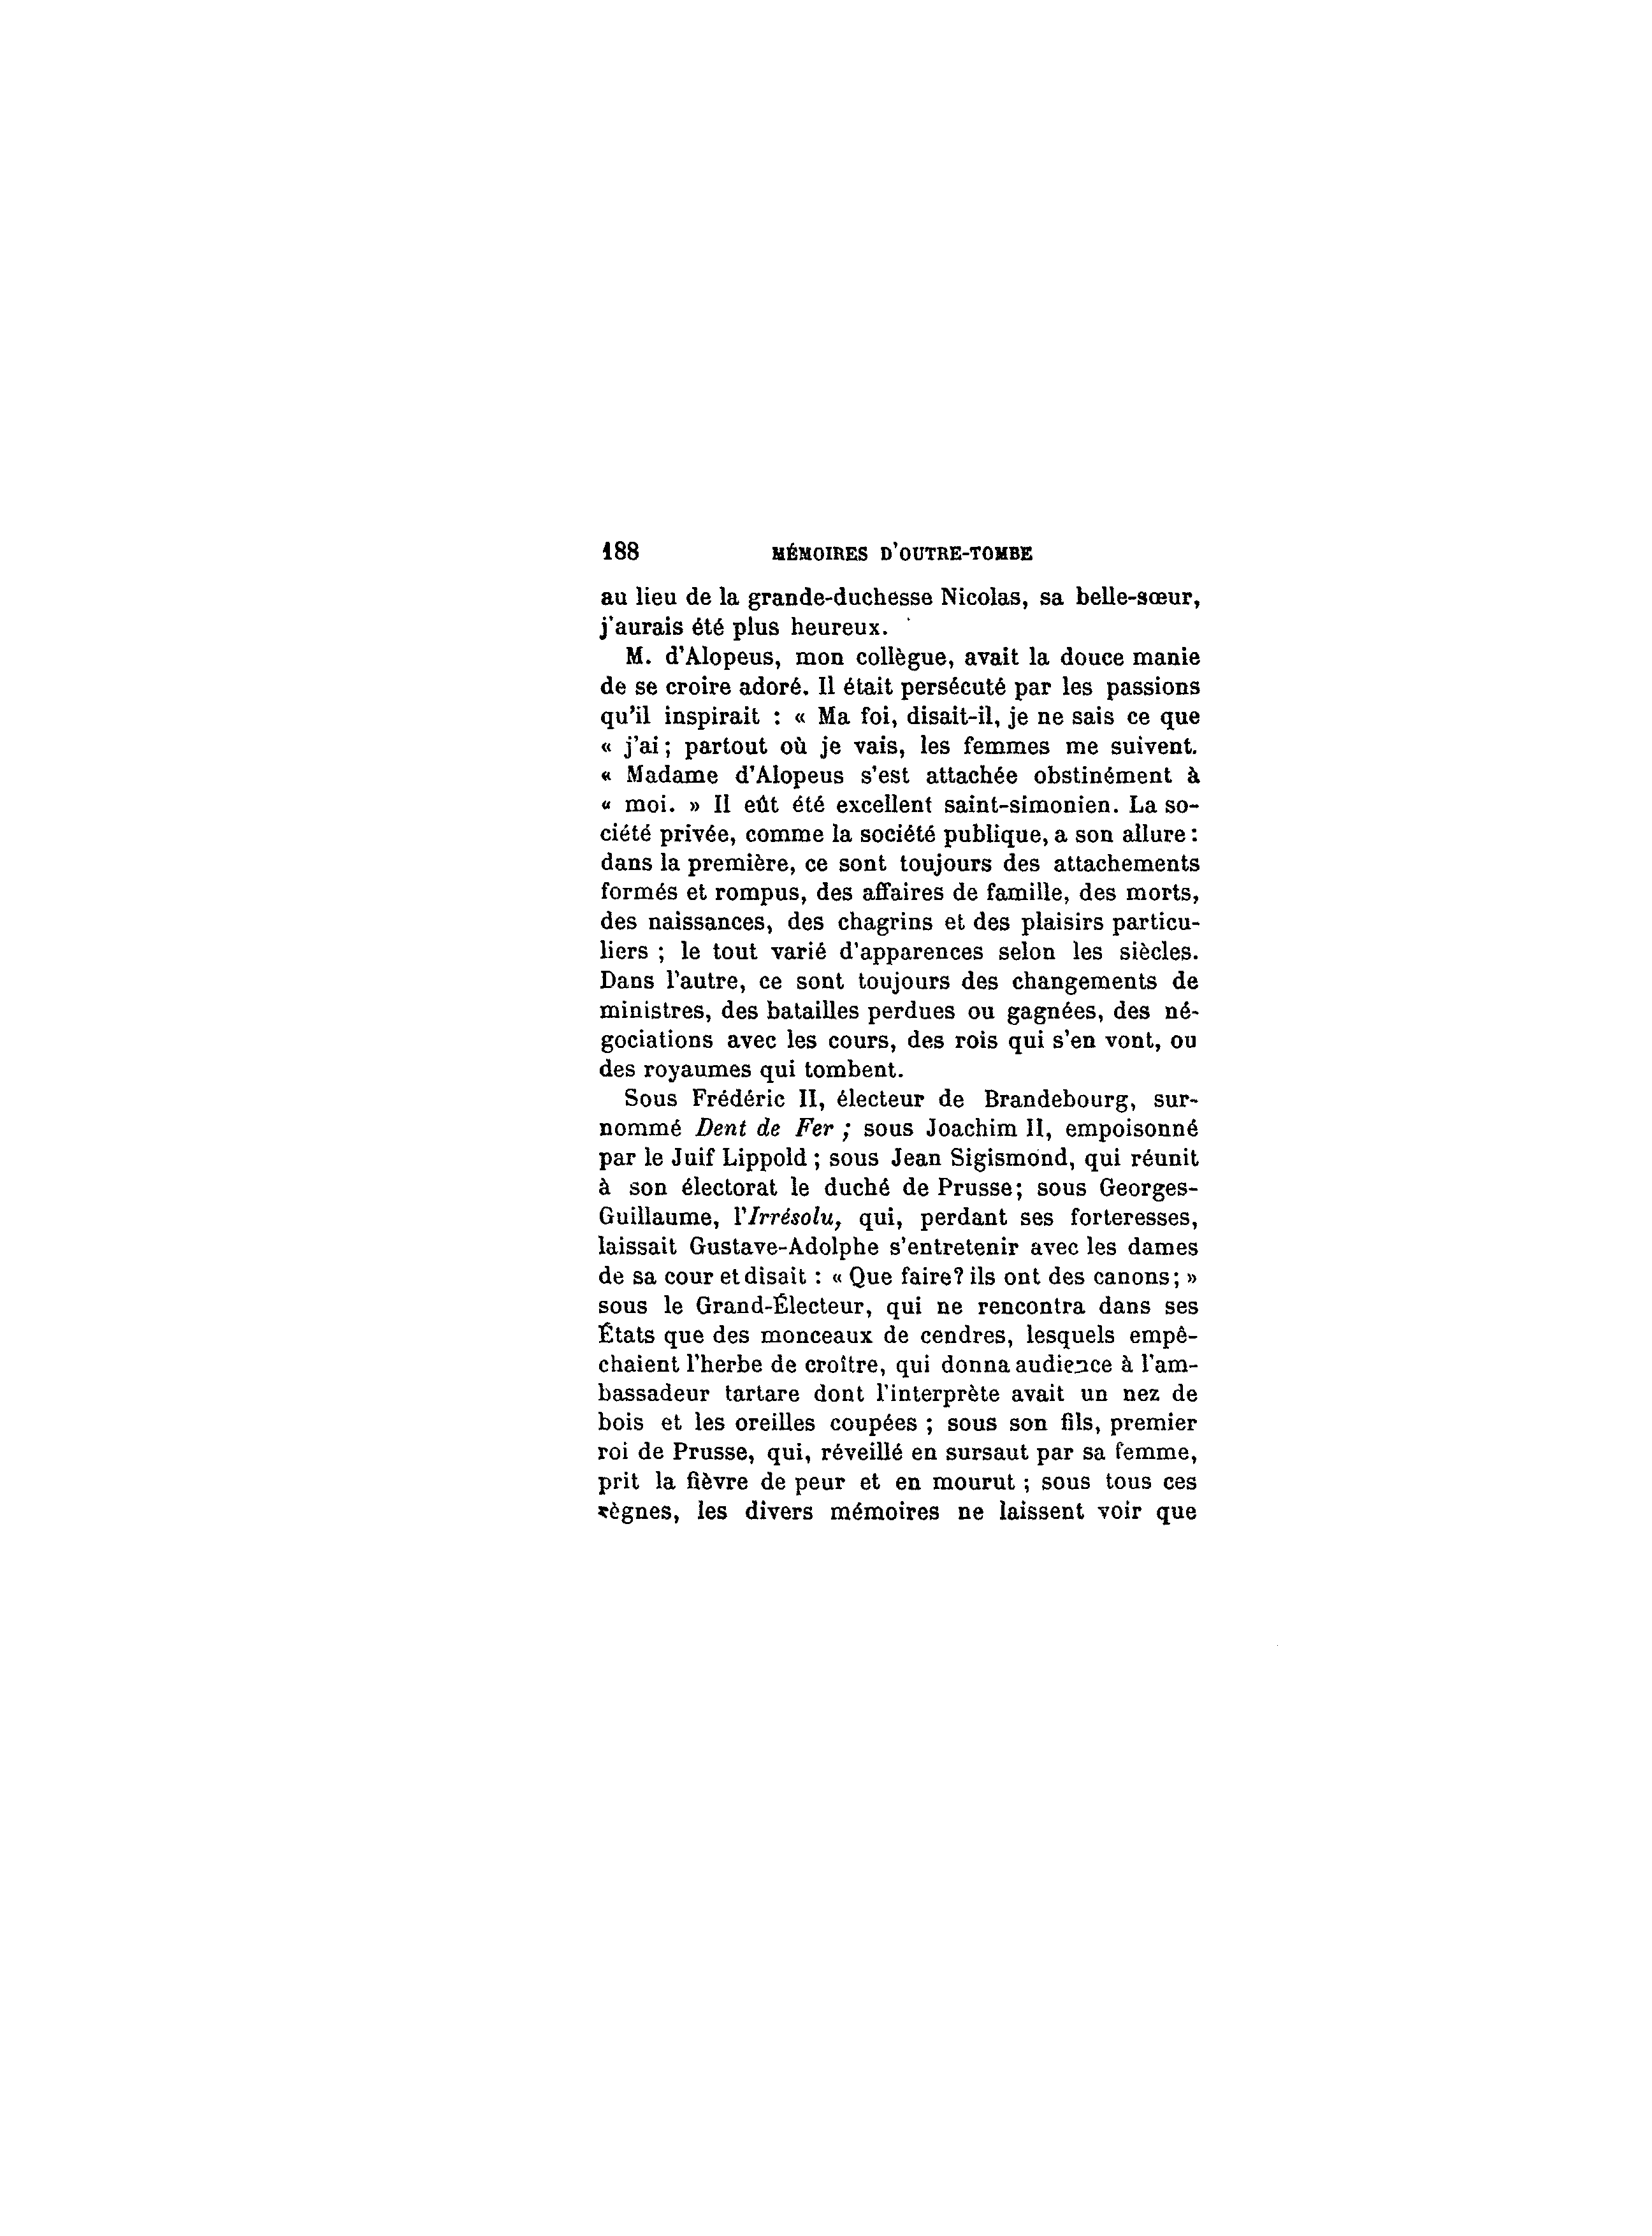 188 MÉMOIRES D'OUTRE-TOMBE
au lieu de la grande-duchesse Nicolas, sa belle-sœur,
j'aurais été plus heureux.
M. d'Alopeus, mon collègue, avait la douce manie
de se croire adoré. Il était persécuté par les passions
qu'il inspirait : « Ma foi, disait-il, je ne sais ce que
« j'ai ; partout où je vais, les femmes me suivent.
« Madame d'Alopeus s'est attachée obstinément à
« moi. » Il eût été excellent saint-simonien. La so-
ciété privée, comme la société publique, a son allure :
dans la première, ce sont toujours des attachements
formés et rompus, des affaires de famille, des morts,
des naissances, des chagrins et des plaisirs particu-
liers ; le tout varié d'apparences selon les siècles.
Dans l'autre, ce sont toujours des changements de
ministres, des batailles perdues ou gagnées, des né-
gociations avec les cours, des rois qui s'en vont, ou
des royaumes qui tombent.
Sous Frédéric II, électeur de Brandebourg, sur-
nommé Dent de Fer ; sous Joachim II, empoisonné
par le Juif Lippold ; sous Jean Sigismond, qui réunit
à son électorat le duché de Prusse; sous Georges-
Guillaume, l'Irrésolu, qui, perdant ses forteresses,
laissait Gustave-Adolphe s'entretenir avec les dames
de sa cour et disait : « Que faire? ils ont des canons; »
sous le Grand-Électeur, qui ne rencontra dans ses
États que des monceaux de cendres, lesquels empê-
chaient l'herbe de croître, qui donna audience à l'am-
bassadeur tartare dont l'interprète avait un nez de
bois et les oreilles coupées ; sous son fils, premier
roi de Prusse, qui, réveillé en sursaut par sa femme,
prit la fièvre de peur et en mourut ; sous tous ces
règnes, les divers mémoires ne laissent voir que